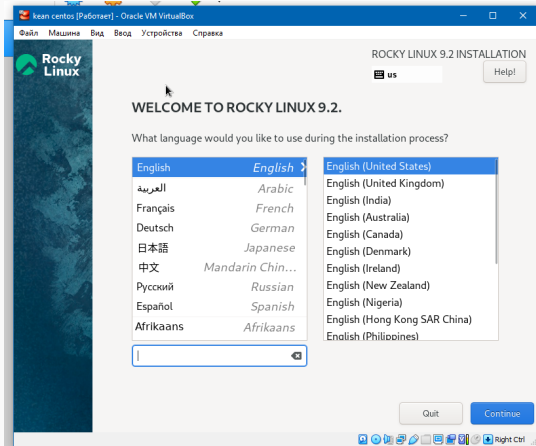 kean centos [Работает] - Oracle VM VirtualBox
Файл Машина Вид Ввод Устройства Справка
Rocky
Linux
ROCKY LINUX 9.2 INSTALLATION
us
Help!
WELCOME TO ROCKY LINUX 9.2.
What language would you like to use during the installation process?
English English
العربية Arabic
Français French
Deutsch German
日本語 Japanese
中文 Mandarin Chin...
Русский Russian
Español Spanish
Afrikaans Afrikaans
English (United States)
English (United Kingdom)
English (India)
English (Australia)
English (Canada)
English (Denmark)
English (Ireland)
English (New Zealand)
English (Nigeria)
English (Hong Kong SAR China)
English (Philippines)
Quit
Continue
Right Ctrl